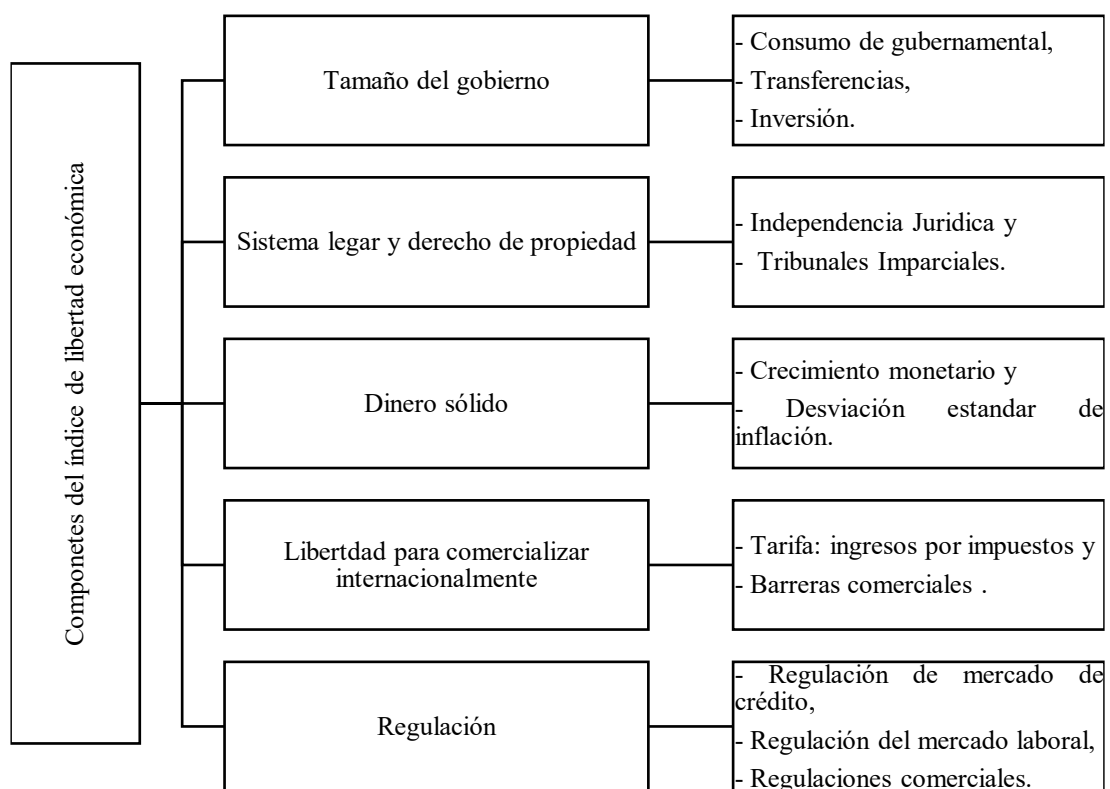 Componetes del índice de libertad económica
Tamaño del gobierno
- Consumo de gubernamental,
- Transferencias,
- Inversión.
Sistema legar y derecho de propiedad
- Independencia Juridica y
- Tribunales Imparciales.
Dinero sólido
- Crecimiento monetario y
- Desviación estandar de
inflación.
Libertdad para comercializar
internacionalmente
- Tarifa: ingresos por impuestos y
- Barreras comerciales .
Regulación
- Regulación de mercado de
crédito,
- Regulación del mercado laboral,
- Regulaciones comerciales.